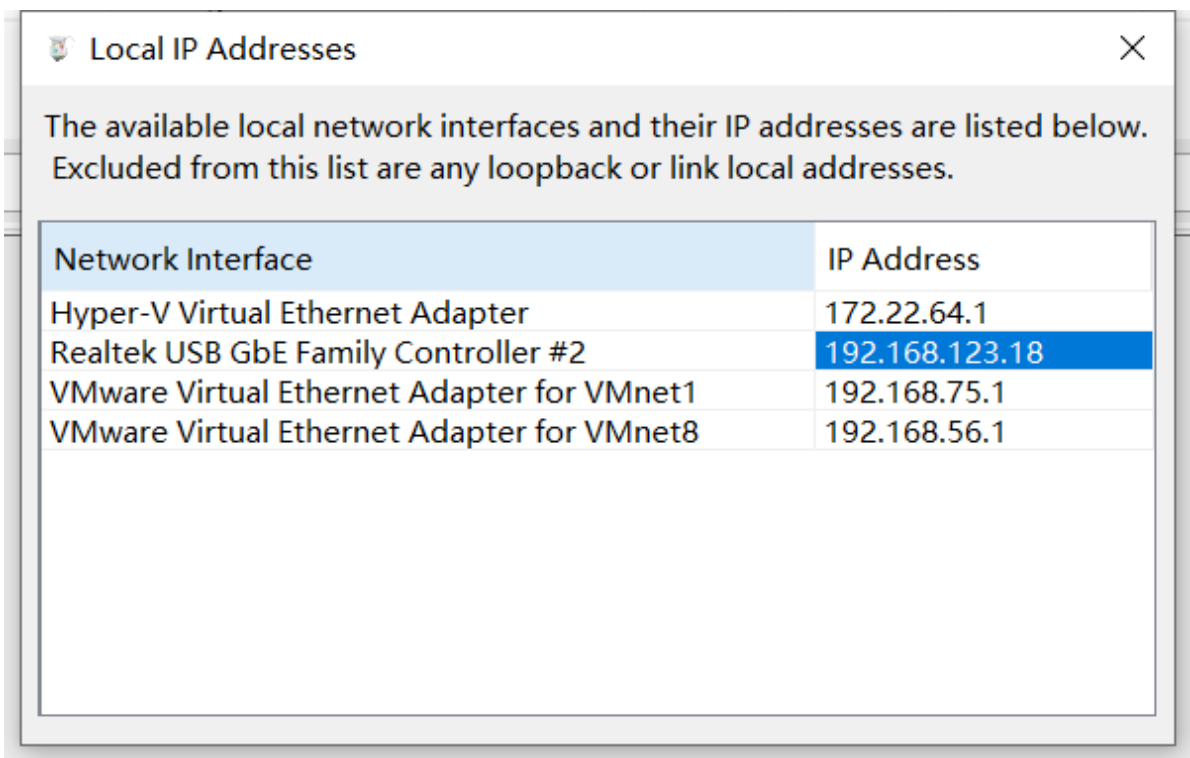 Local IP Addresses
The available local network interfaces and their IP addresses are listed below.
Excluded from this list are any loopback or link local addresses.
Network Interface IP Address
Hyper-V Virtual Ethernet Adapter 172.22.64.1
Realtek USB GbE Family Controller #2 192.168.123.18
VMware Virtual Ethernet Adapter for VMnet1 192.168.75.1
VMware Virtual Ethernet Adapter for VMnet8 192.168.56.1